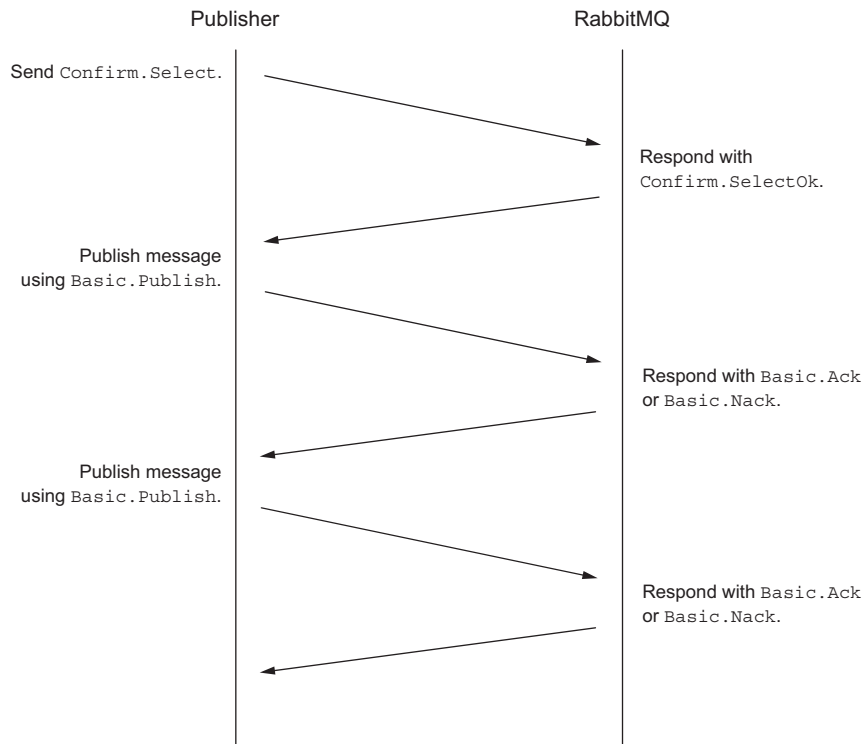 Publisher
RabbitMQ
Send Confirm.Select.
Respond with
Confirm.SelectOk.
Publish message
using Basic.Publish.
Respond with Basic.Ack
or Basic.Nack.
Publish message
using Basic.Publish.
Respond with Basic.Ack
or Basic.Nack.